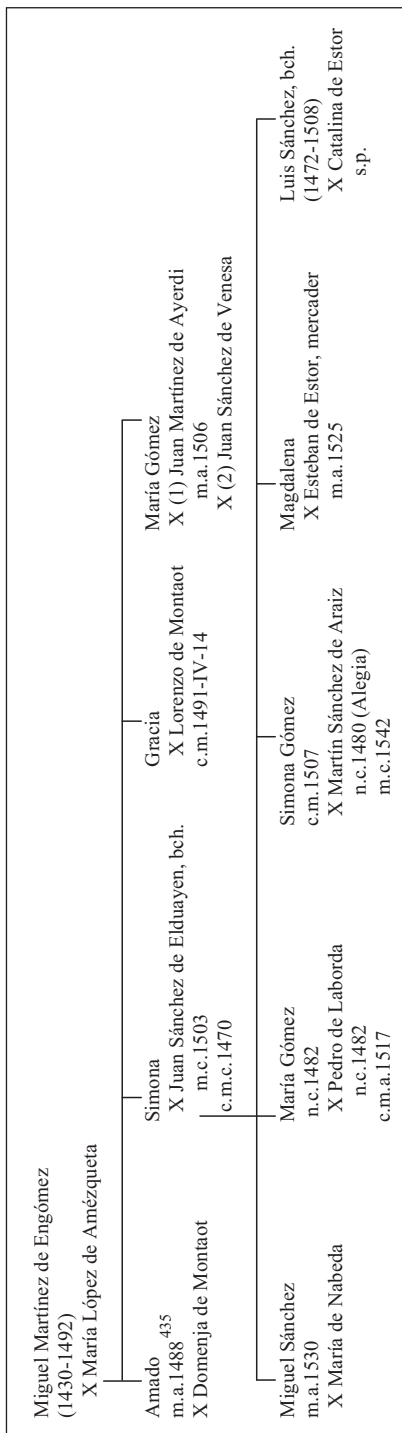 Miguel Martínez de Engómez
(1430-1492)
X María López de Amézqueta
Amado
m.a.1488 435
X Domenja de Montaot
Simona
X Juan Sánchez de Elduayen, bch.
m.c.1503
c.m.c.1470
Gracia
X Lorenzo de Montaot
c.m.1491-IV-14
María Gómez
X (1) Juan Martínez de Ayerdi
m.a.1506
X (2) Juan Sánchez de Venesa
Miguel Sánchez
m.a.1530
X María de Nabeda
María Gómez
n.c.1482
X Pedro de Laborda
n.c.1482
c.m.a.1517
Simona Gómez
c.m.1507
X Martín Sánchez de Araiz
n.c.1480 (Alegia)
m.c.1542
Magdalena
X Esteban de Estor, mercader
m.a.1525
Luis Sánchez, bch.
(1472-1508)
X Catalina de Estor
s.p.